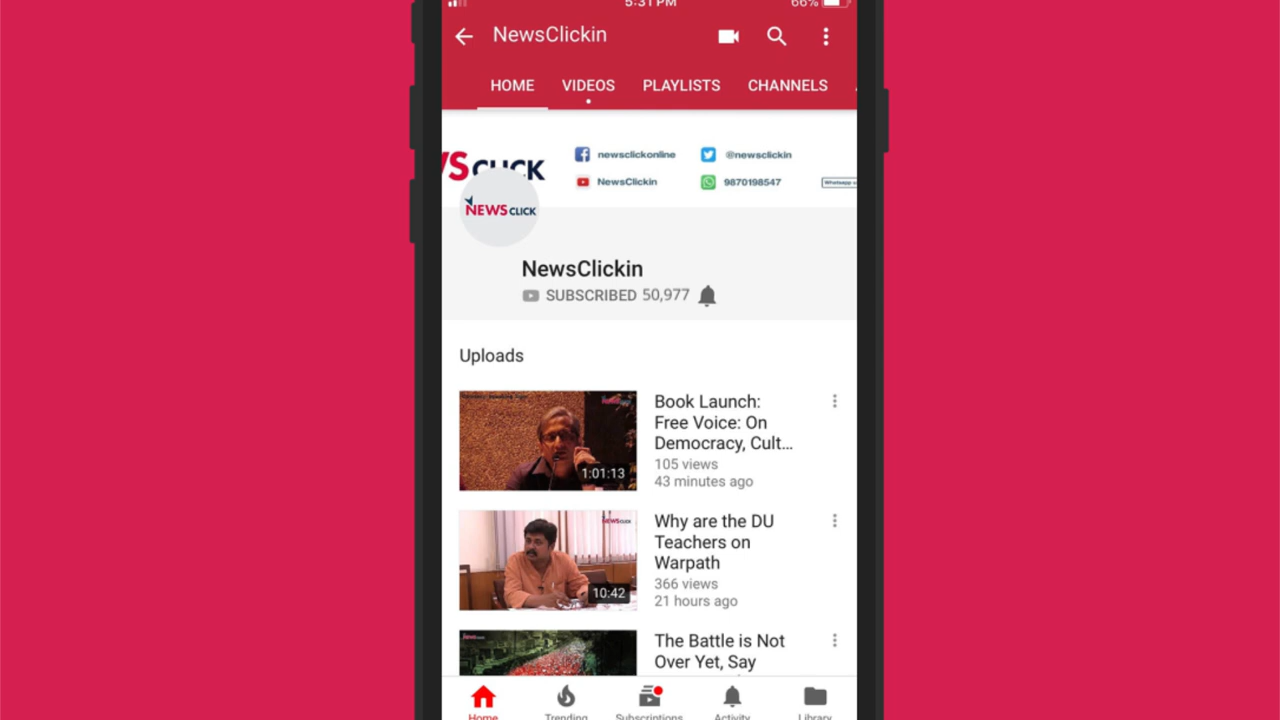 5:31 PM 66%
NewsClickin
HOME VIDEOS PLAYLISTS CHANNELS
newsclickonline @newsclickin
NewsClickin 9870198547
NEWS CLICK
NewsClickin
SUBSCRIBED 50,977
Uploads
Book Launch:
Free Voice: On
Democracy, Cult...
105 views
43 minutes ago
1:01:13
Why are the DU
Teachers on
Warpath
366 views
21 hours ago
NEWS CLICK
10:42
The Battle is Not
Over Yet, Say
Home Trending Subscriptions Activity Library